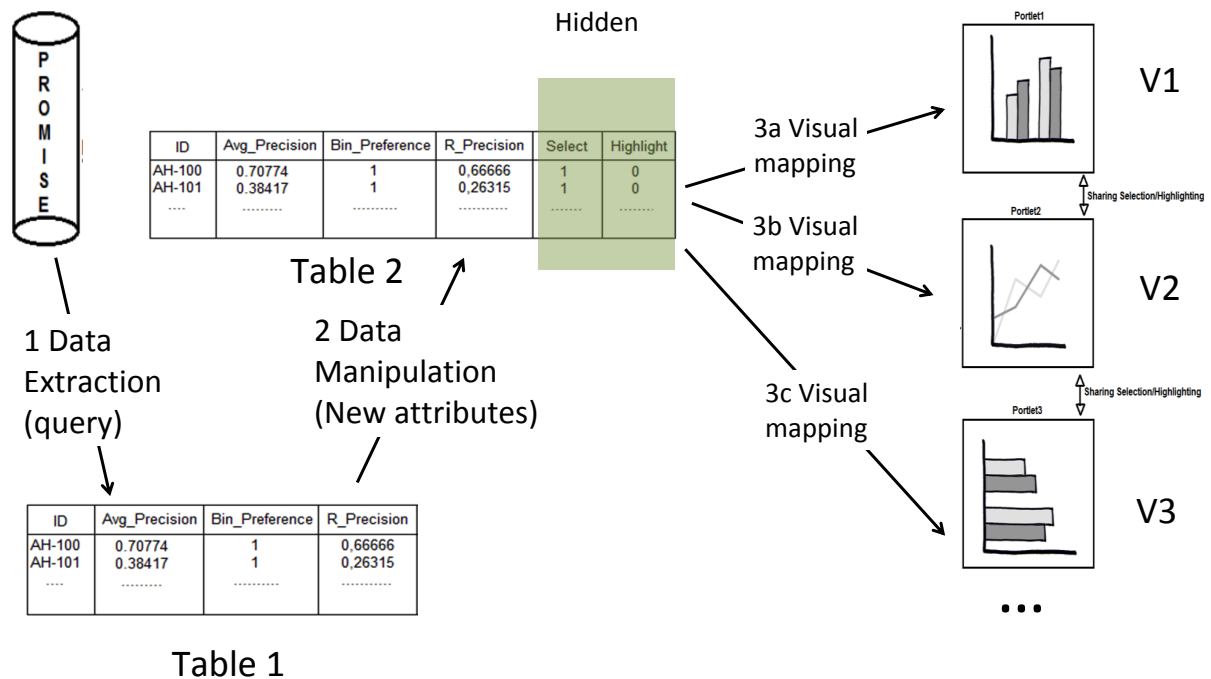 PROMISE
Hidden
ID Avg_Precision Bin_Preference R_Precision Select Highlight
AH-100 0.70774 1 0,66666 1 0
AH-101 0.38417 1 0,26315 1 0
.... ......... .......... ........... ....... ........
Table 2
1 Data
Extraction
(query)
2 Data
Manipulation
(New attributes)
ID Avg_Precision Bin_Preference R_Precision
AH-100 0.70774 1 0,66666
AH-101 0.38417 1 0,26315
.... ......... .......... ...........
Table 1
3a Visual
mapping
3b Visual
mapping
3c Visual
mapping
Portlet1
V1
Sharing Selection/Highlighting
Portlet2
V2
Sharing Selection/Highlighting
Portlet3
V3
...